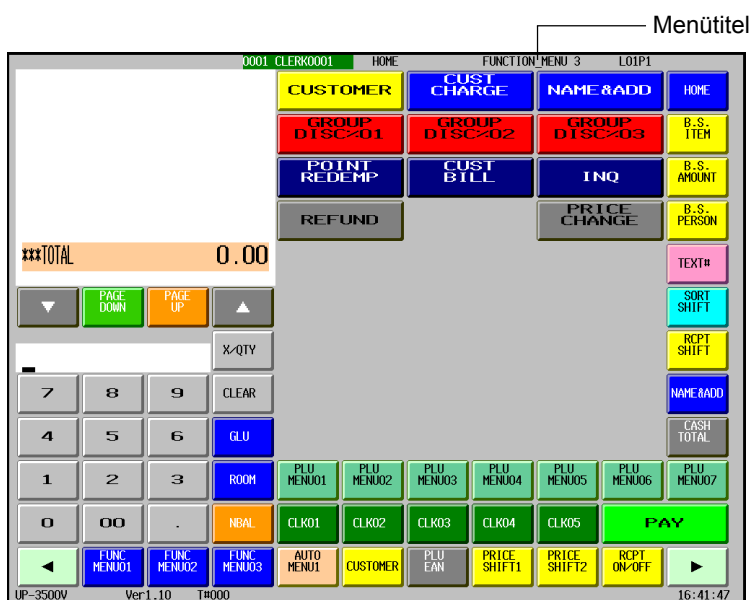 Menütitel
0001 CLERK0001 HOME FUNCTION_MENU 3 L01P1
CUSTOMER
CUST
CHARGE
NAME&ADD
HOME
GROUP
DISC%01
GROUP
DISC%02
GROUP
DISC%03
B.S.
ITEM
POINT
REDEMP
CUST
BILL
INQ
B.S.
AMOUNT
REFUND
PRICE
CHANGE
B.S.
PERSON
***TOTAL 0.00
TEXT#
PAGE
DOWN
PAGE
UP
SORT
SHIFT
X/QTY
RCPT
SHIFT
7 8 9 CLEAR
NAME&ADD
4 5 6 GLU
CASH
TOTAL
1 2 3 ROOM
PLU
MENU01
PLU
MENU02
PLU
MENU03
PLU
MENU04
PLU
MENU05
PLU
MENU06
PLU
MENU07
0 00 . NBAL
CLK01 CLK02 CLK03 CLK04 CLK05 PAY
FUNC
MENU01
FUNC
MENU02
FUNC
MENU03
AUTO
MENU1
CUSTOMER
PLU
EAN
PRICE
SHIFT1
PRICE
SHIFT2
RCPT
ON/OFF
UP-3500V Ver1.10 T#000 16:41:47